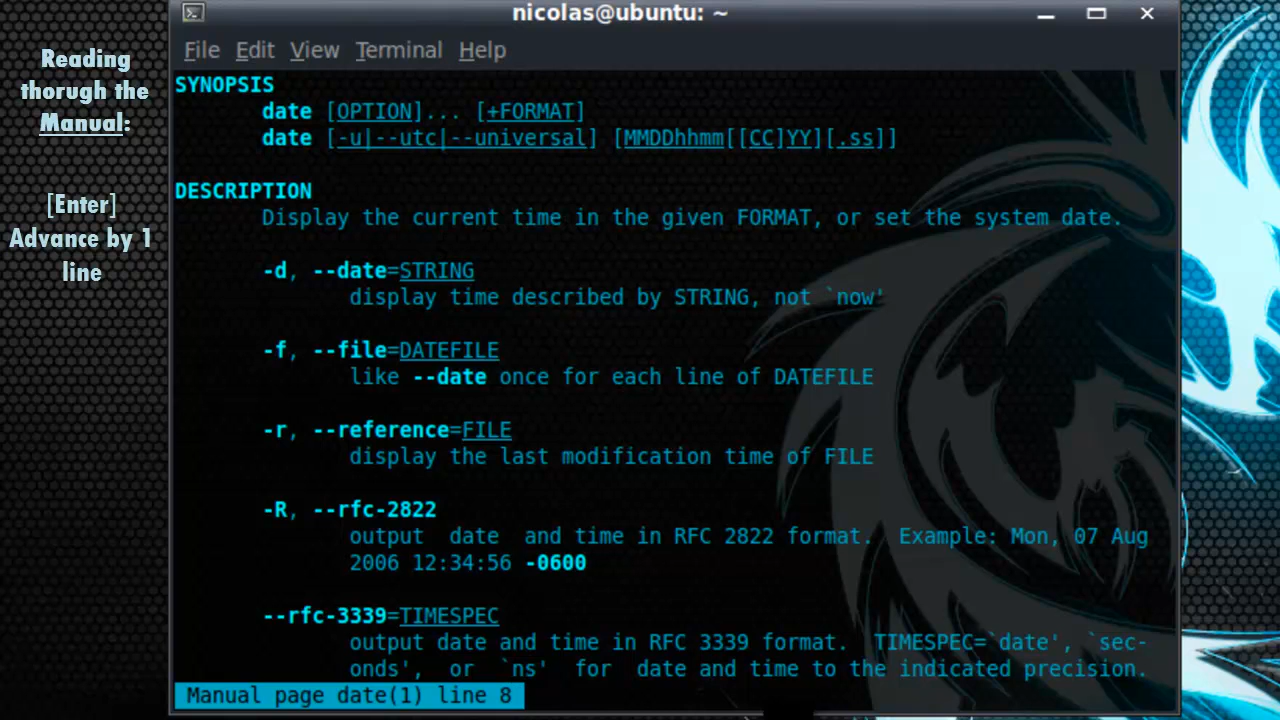 Reading
thorugh the
Manual:
[Enter]
Advance by 1
line
nicolas@ubuntu: ~
File Edit View Terminal Help
SYNOPSIS
date [OPTION]... [+FORMAT]
date [-u|--utc|--universal] [MMDDhhmm[[CC]YY][.ss]]
DESCRIPTION
Display the current time in the given FORMAT, or set the system date.
-d, --date=STRING
display time described by STRING, not `now'
-f, --file=DATEFILE
like --date once for each line of DATEFILE
-r, --reference=FILE
display the last modification time of FILE
-R, --rfc-2822
output  date  and time in RFC 2822 format.  Example: Mon, 07 Aug
2006 12:34:56 -0600
--rfc-3339=TIMESPEC
output date and time in RFC 3339 format.  TIMESPEC=`date', `sec-
onds',  or  `ns'  for  date and time to the indicated precision.
Manual page date(1) line 8